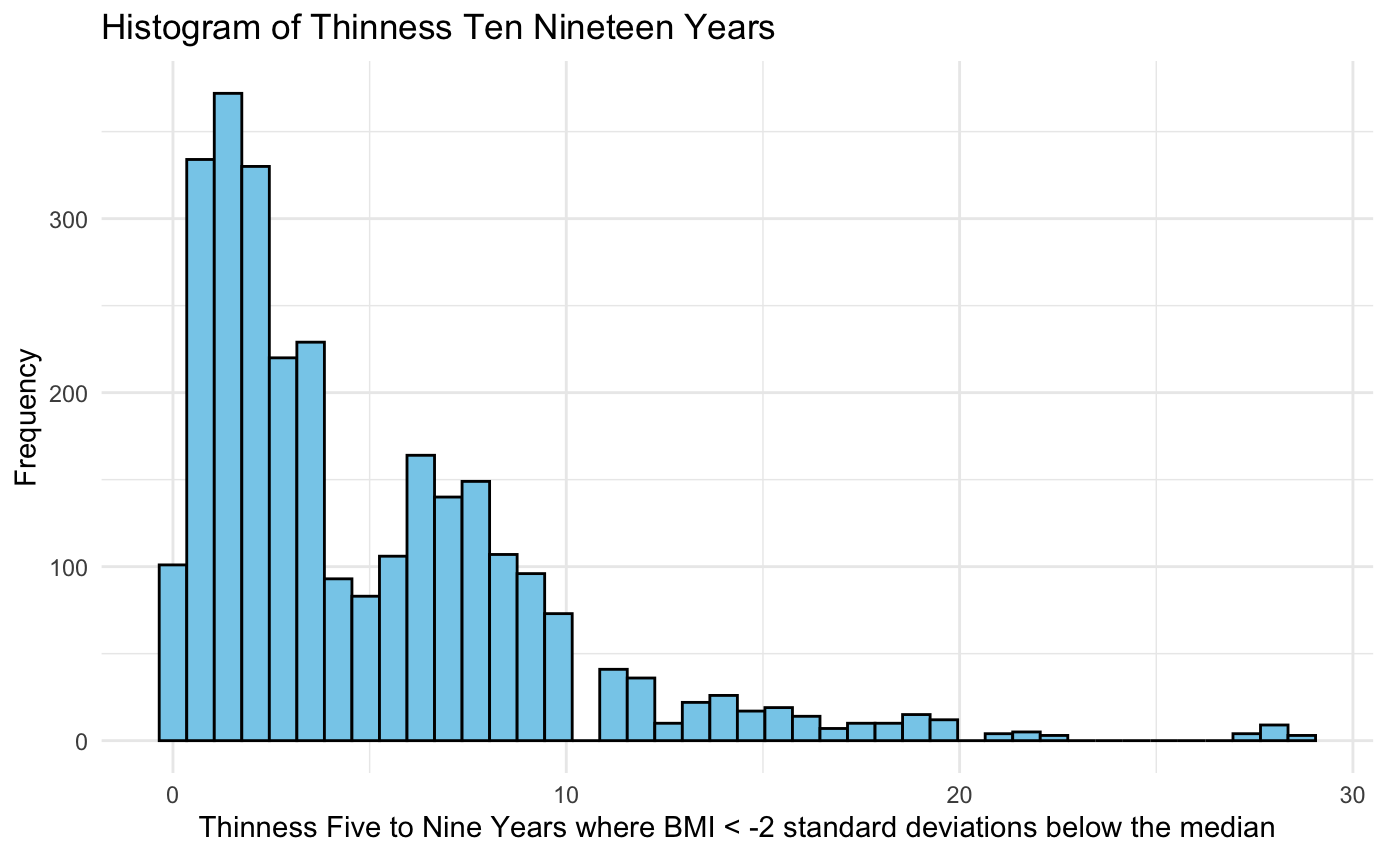 Histogram of Thinness Ten Nineteen Years
Frequency
300
200
100
0
0 10 20 30
Thinness Five to Nine Years where BMI < -2 standard deviations below the median